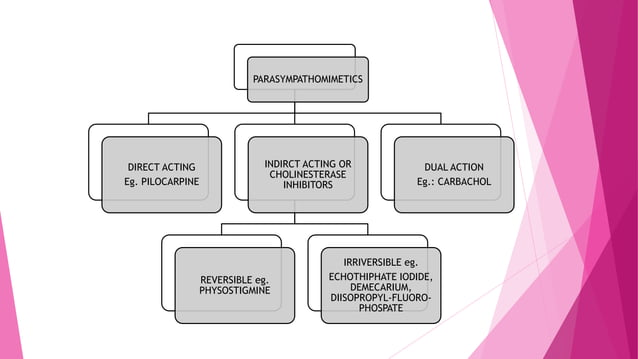 PARASYMPATHOMIMETICS
DIRECT ACTING
Eg. PILOCARPINE
INDIRCT ACTING OR
CHOLINESTERASE
INHIBITORS
DUAL ACTION
Eg.: CARBACHOL
REVERSIBLE eg.
PHYSOSTIGMINE
IRRIVERSIBLE eg.
ECHOTHIPHATE IODIDE,
DEMECARIUM,
DIISOPROPYL-FLUORO-
PHOSPATE